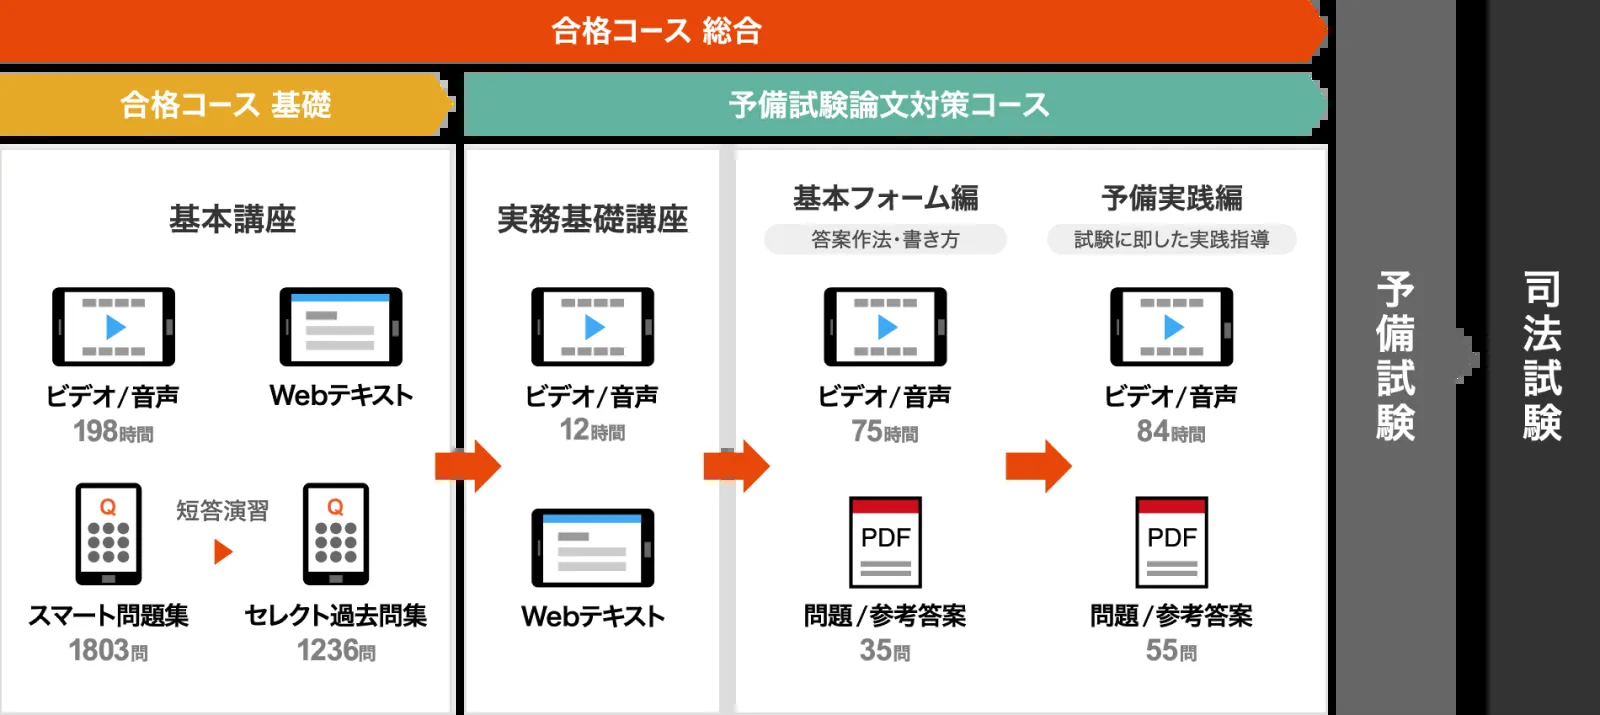 合格コース 総合
合格コース 基礎
予備試験論文対策コース
基本講座
ビデオ/音声
198時間
Webテキスト
Q
短答演習
Q
スマート問題集
1803問
セレクト過去問集
1236問
実務基礎講座
ビデオ/音声
12時間
Webテキスト
基本フォーム編
答案作法・書き方
ビデオ/音声
75時間
PDF
問題/参考答案
35問
予備実践編
試験に即した実践指導
ビデオ/音声
84時間
PDF
問題/参考答案
55問
予備試験
司法試験